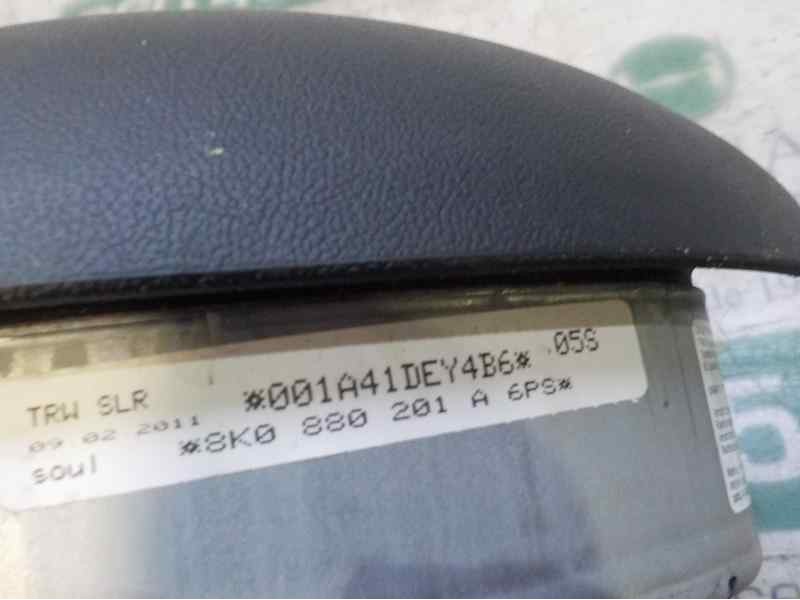 TRW SLR *001A41DEY4B6* 05S
09 02 2011 *8K0 880 201 A 6PS*
soul